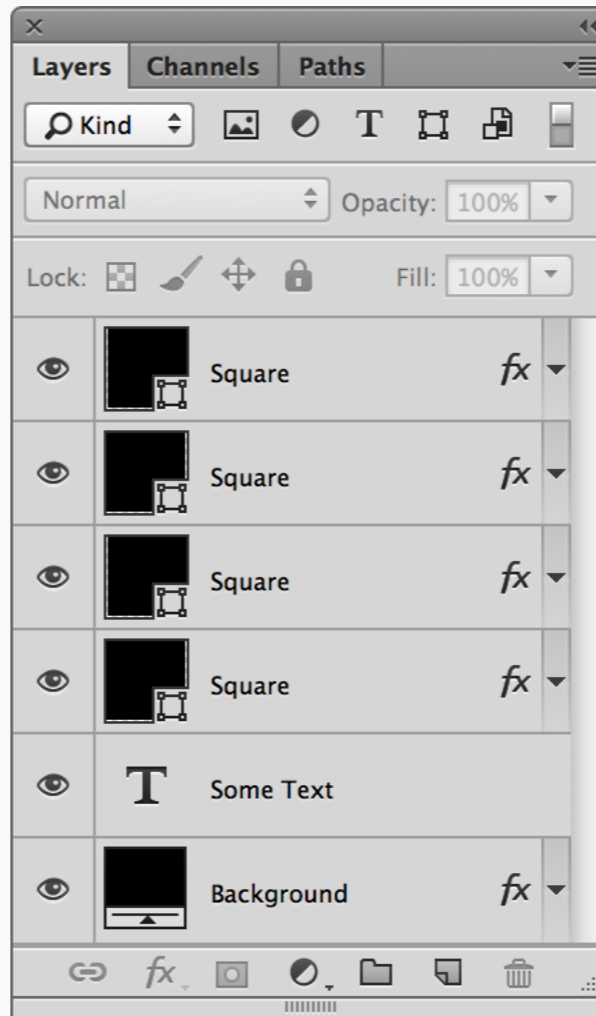 Layers Channels Paths
Kind T
Normal Opacity: 100%
Lock: Fill: 100%
Square fx
Square fx
Square fx
Square fx
T Some Text
Background fx
fx